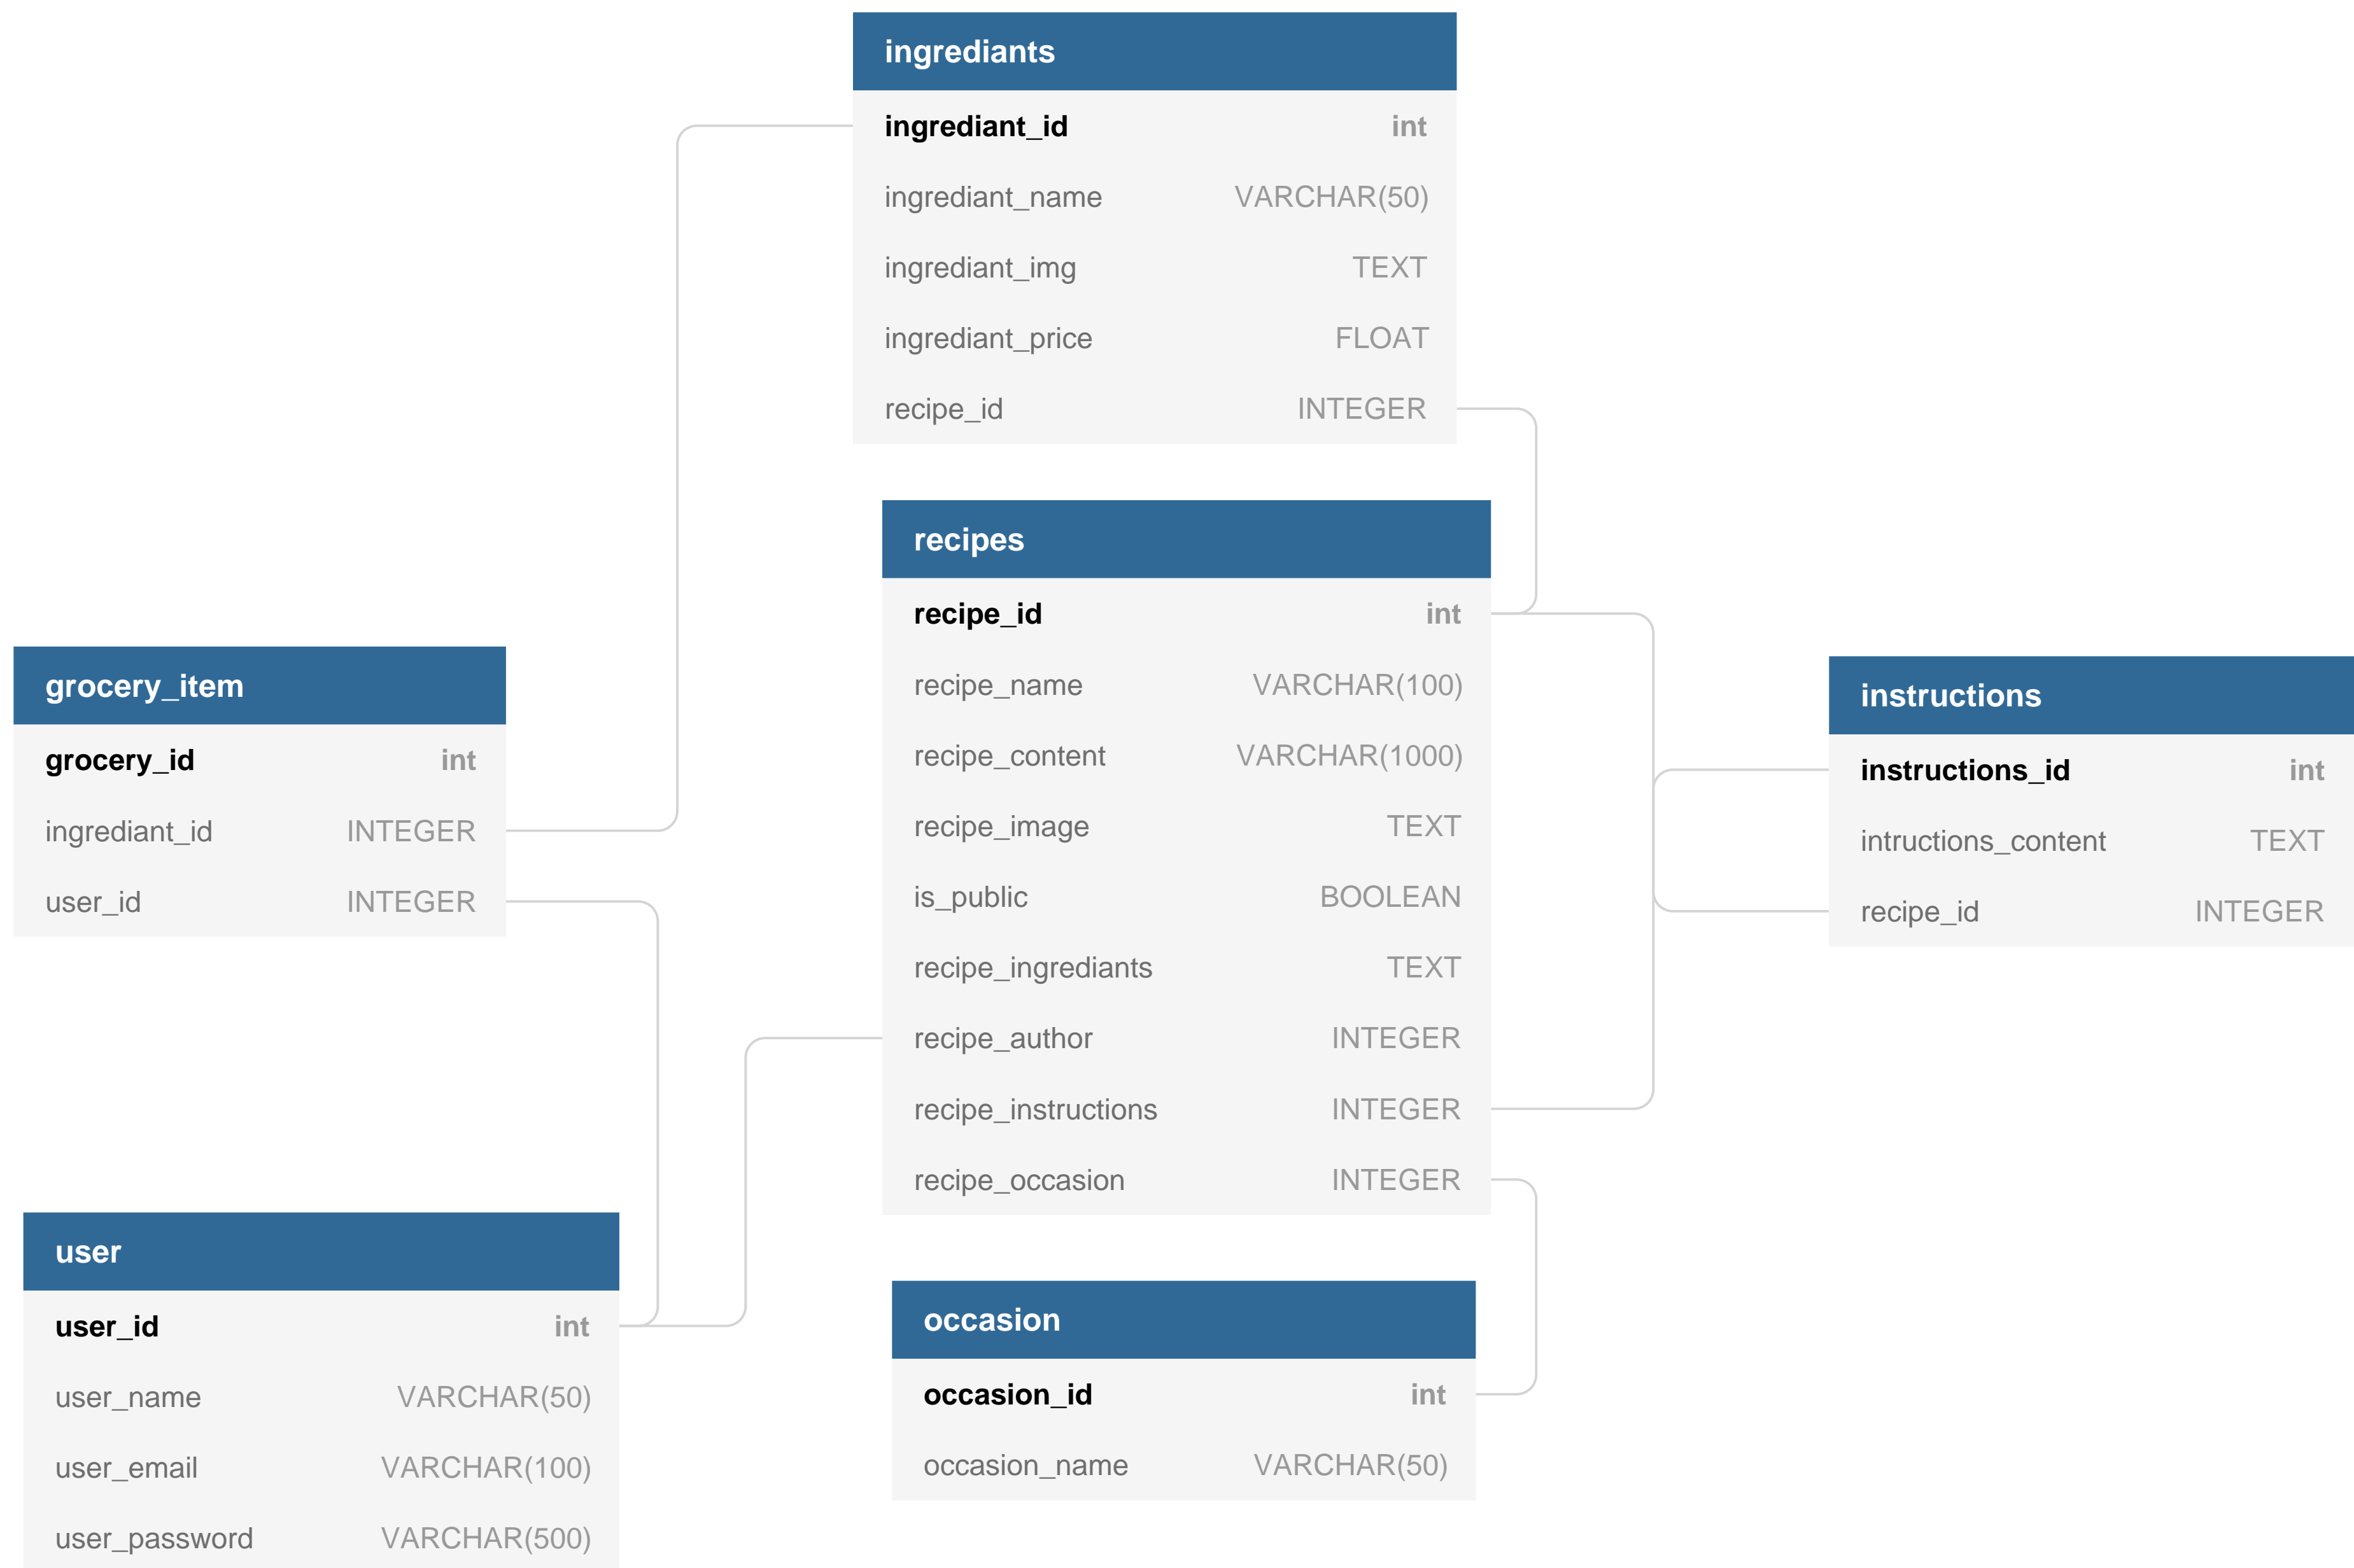 ingrediants
ingrediant_id int
ingrediant_name VARCHAR(50)
ingrediant_img TEXT
ingrediant_price FLOAT
recipe_id INTEGER
recipes
recipe_id int
recipe_name VARCHAR(100)
recipe_content VARCHAR(1000)
recipe_image TEXT
is_public BOOLEAN
recipe_ingrediants TEXT
recipe_author INTEGER
recipe_instructions INTEGER
recipe_occasion INTEGER
grocery_item
grocery_id int
ingrediant_id INTEGER
user_id INTEGER
instructions
instructions_id int
intructions_content TEXT
recipe_id INTEGER
user
user_id int
user_name VARCHAR(50)
user_email VARCHAR(100)
user_password VARCHAR(500)
occasion
occasion_id int
occasion_name VARCHAR(50)